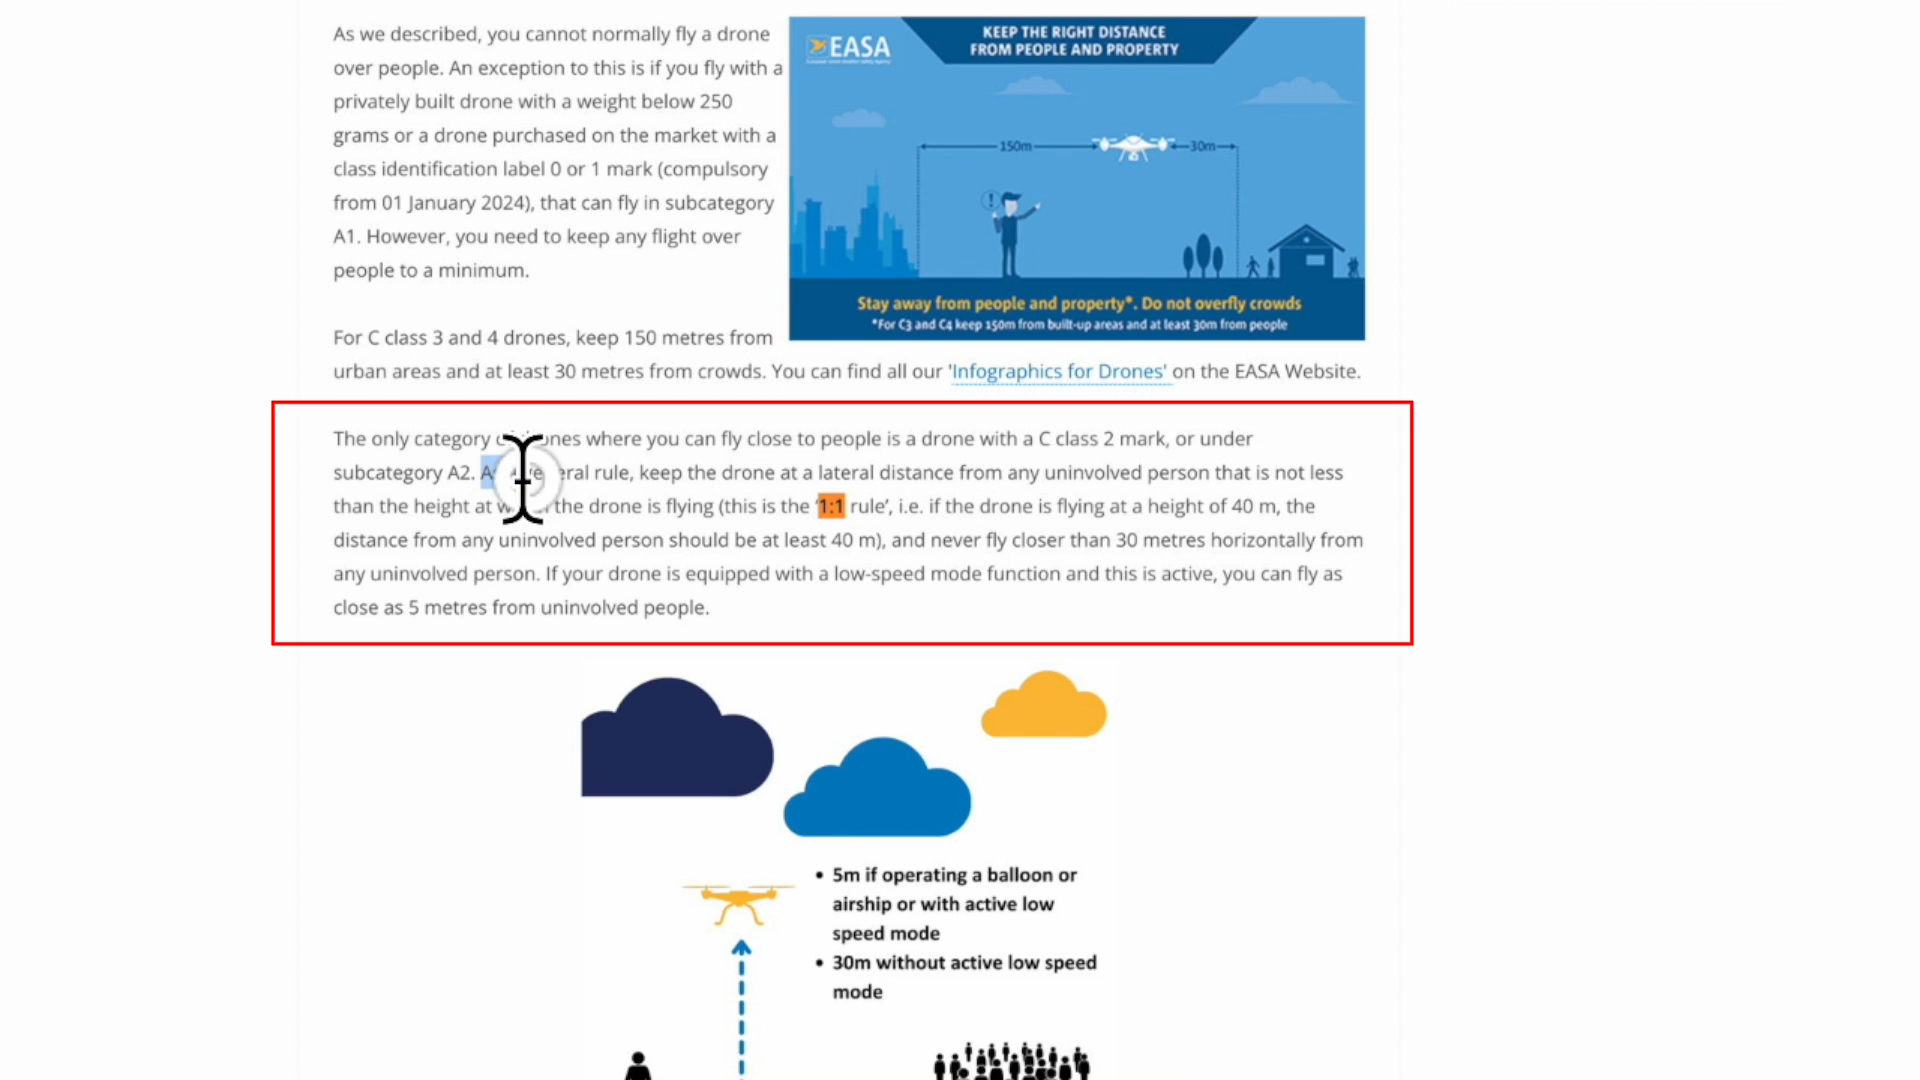 As we described, you cannot normally fly a drone
over people. An exception to this is if you fly with a
privately built drone with a weight below 250
grams or a drone purchased on the market with a
class identification label 0 or 1 mark (compulsory
from 01 January 2024), that can fly in subcategory
A1. However, you need to keep any flight over
people to a minimum.
EASA
KEEP THE RIGHT DISTANCE
FROM PEOPLE AND PROPERTY
150m
30m
!
Stay away from people and property*. Do not overfly crowds
*For C3 and C4 keep 150m from built-up areas and at least 30m from people
For C class 3 and 4 drones, keep 150 metres from
urban areas and at least 30 metres from crowds. You can find all our 'Infographics for Drones' on the EASA Website.
The only category ones where you can fly close to people is a drone with a C class 2 mark, or under
subcategory A2. eral rule, keep the drone at a lateral distance from any uninvolved person that is not less
than the height at the drone is flying (this is the ‘1:1 rule’, i.e. if the drone is flying at a height of 40 m, the
distance from any uninvolved person should be at least 40 m), and never fly closer than 30 metres horizontally from
any uninvolved person. If your drone is equipped with a low-speed mode function and this is active, you can fly as
close as 5 metres from uninvolved people.
• 5m if operating a balloon or
airship or with active low
speed mode
• 30m without active low speed
mode